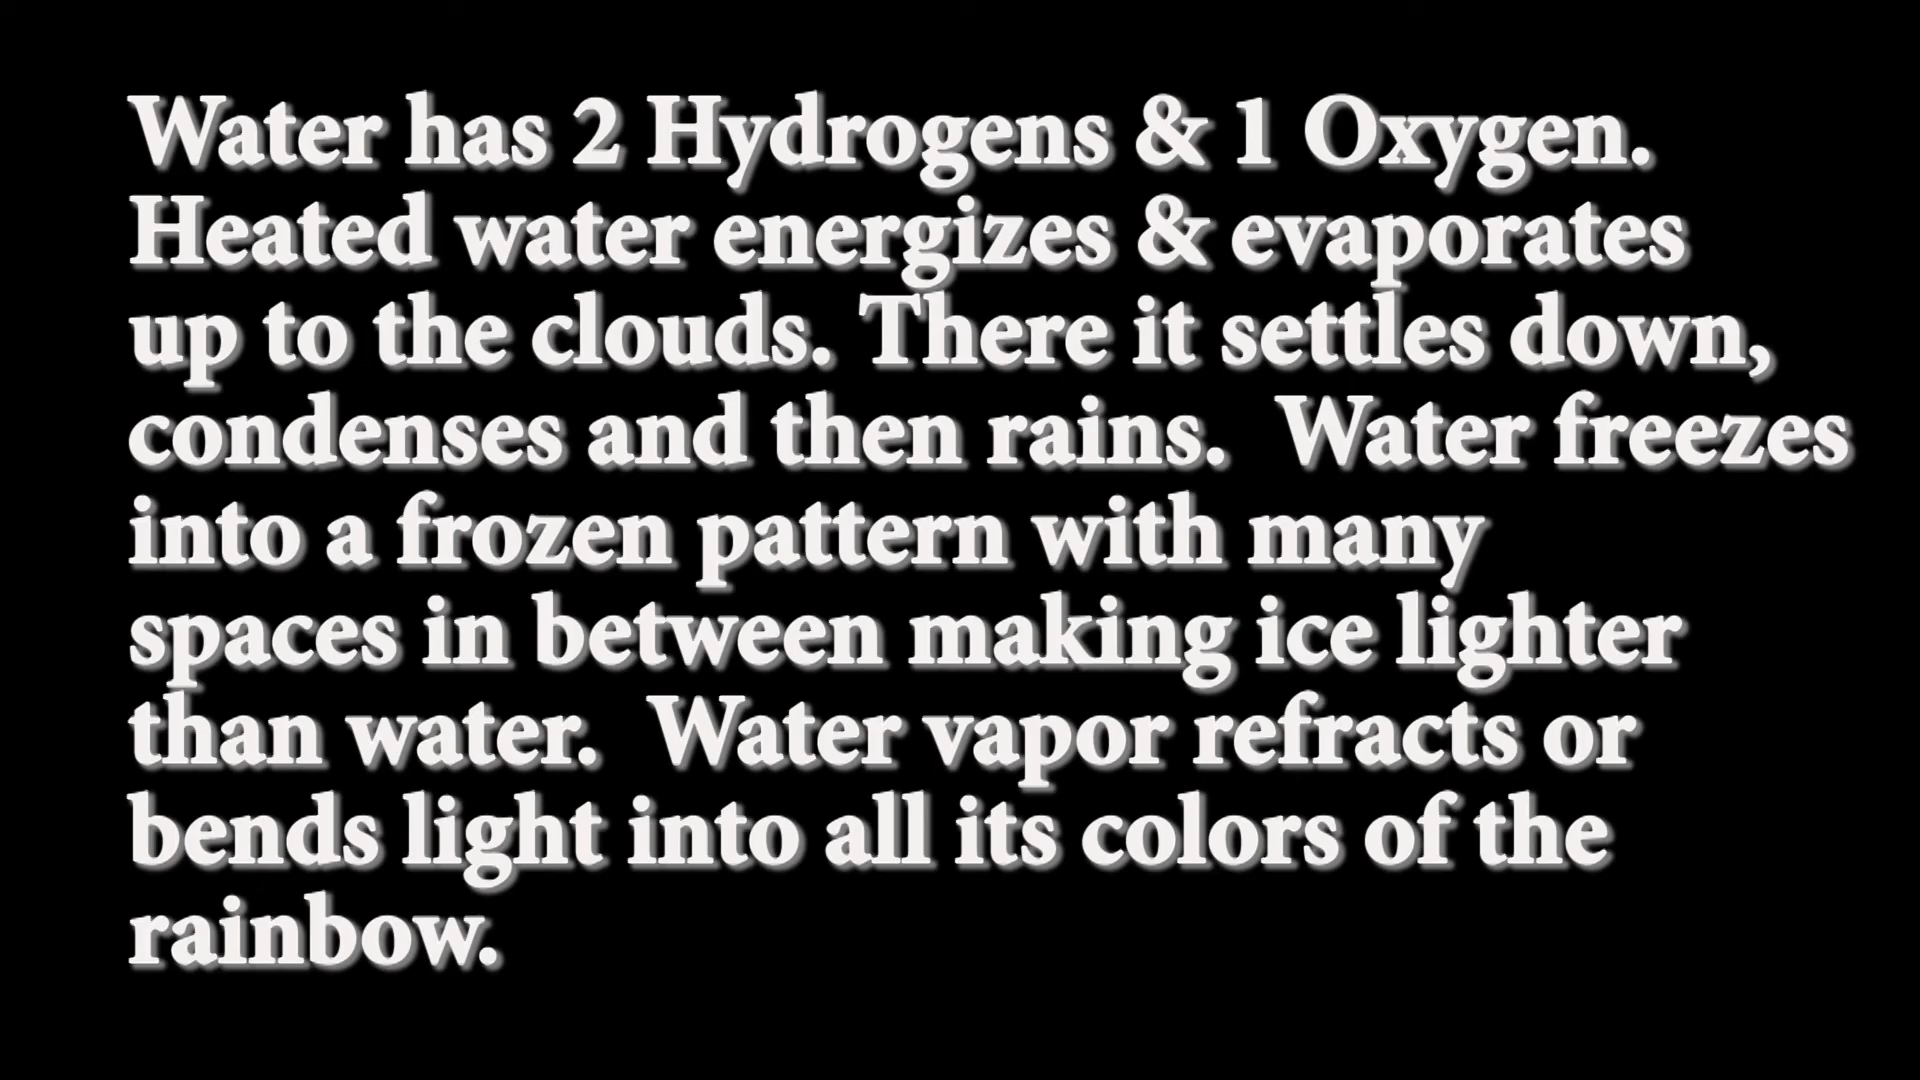 Water has 2 Hydrogens & 1 Oxygen.
Heated water energizes & evaporates
up to the clouds. There it settles down,
condenses and then rains.  Water freezes
into a frozen pattern with many
spaces in between making ice lighter
than water.  Water vapor refracts or
bends light into all its colors of the
rainbow.